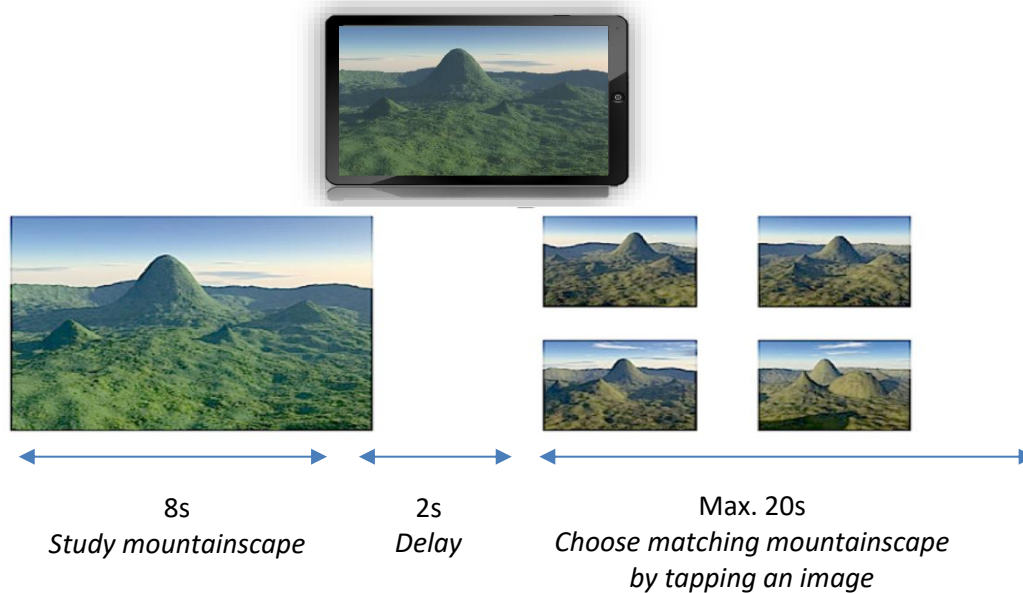 8s
Study mountainscape
2s
Delay
Max. 20s
Choose matching mountainscape
by tapping an image